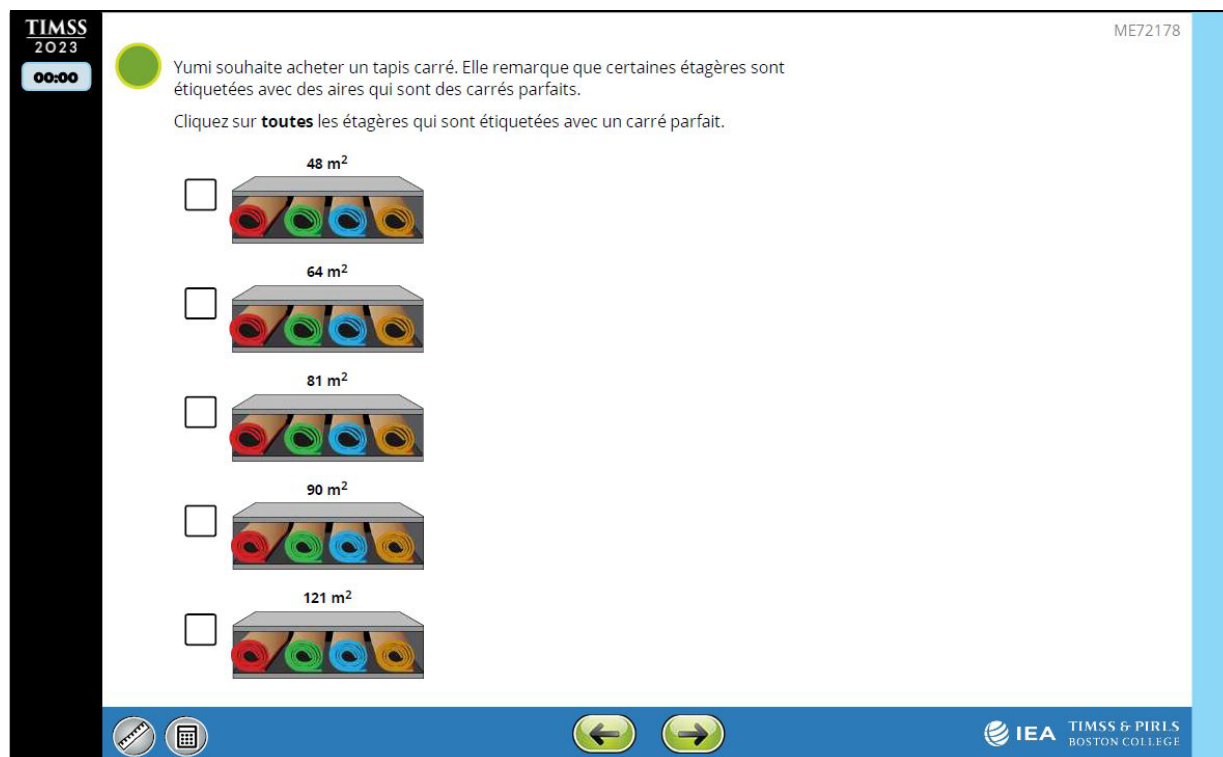 TIMSS
2023
00:00
ME72178
Yumi souhaite acheter un tapis carré. Elle remarque que certaines étagères sont
étiquetées avec des aires qui sont des carrés parfaits.
Cliquez sur toutes les étagères qui sont étiquetées avec un carré parfait.
48 m²
64 m²
81 m²
90 m²
121 m²
IEA
TIMSS & PIRLS
BOSTON COLLEGE